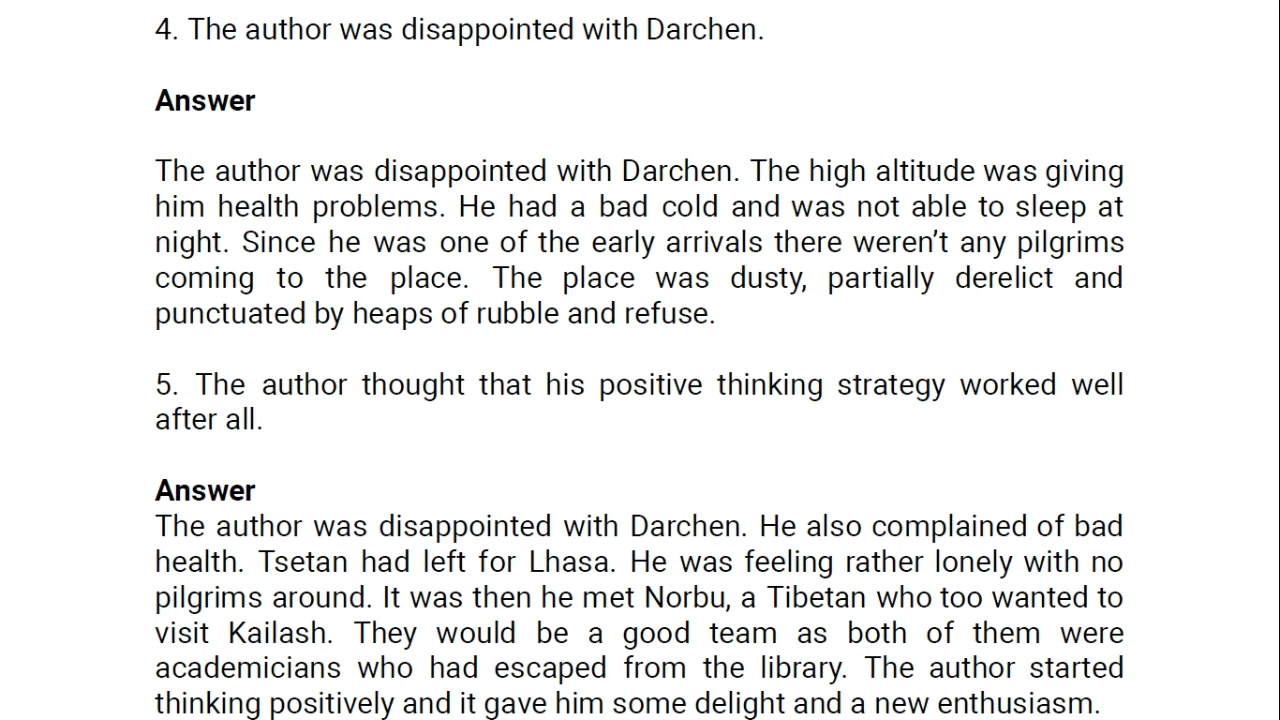 4. The author was disappointed with Darchen.
Answer
The author was disappointed with Darchen. The high altitude was giving
him health problems. He had a bad cold and was not able to sleep at
night. Since he was one of the early arrivals there weren’t any pilgrims
coming to the place. The place was dusty, partially derelict and
punctuated by heaps of rubble and refuse.
5. The author thought that his positive thinking strategy worked well
after all.
Answer
The author was disappointed with Darchen. He also complained of bad
health. Tsetan had left for Lhasa. He was feeling rather lonely with no
pilgrims around. It was then he met Norbu, a Tibetan who too wanted to
visit Kailash. They would be a good team as both of them were
academicians who had escaped from the library. The author started
thinking positively and it gave him some delight and a new enthusiasm.